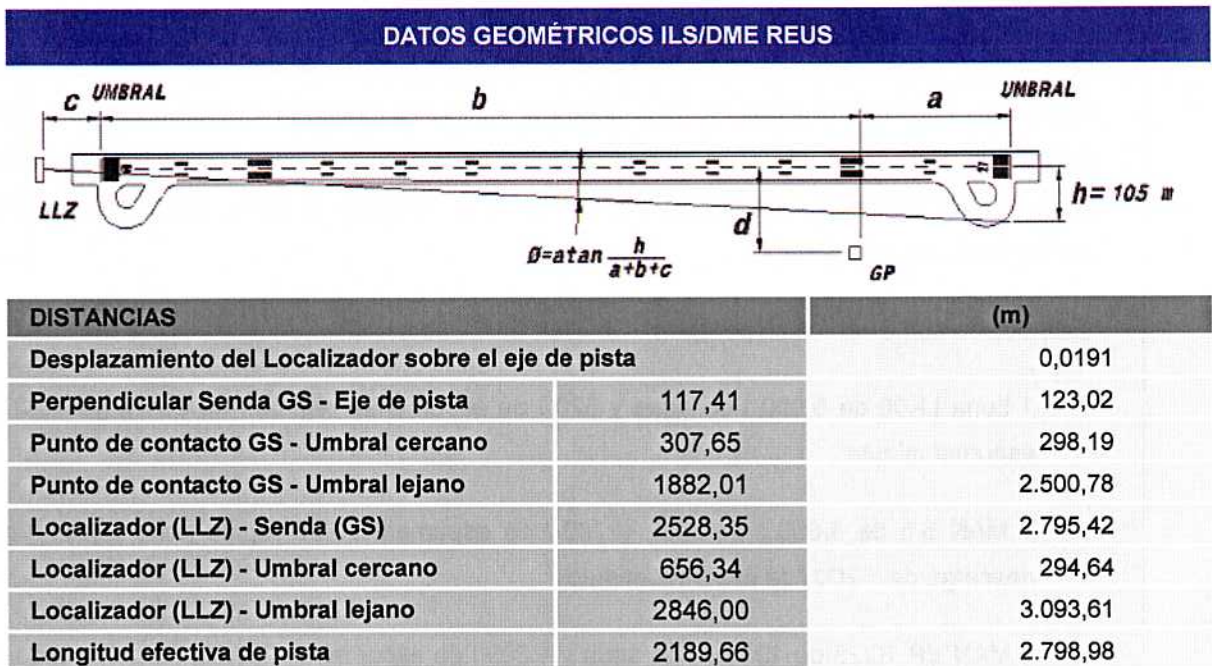 DATOS GEOMÉTRICOS ILS/DME REUS
c UMBRAL b a UMBRAL
27
LLZ
d
h= 105 m
Ø=atan h
a+b+c
GP
DISTANCIAS (m)
Desplazamiento del Localizador sobre el eje de pista 0,0191
Perpendicular Senda GS - Eje de pista 117,41 123,02
Punto de contacto GS - Umbral cercano 307,65 298,19
Punto de contacto GS - Umbral lejano 1882,01 2.500,78
Localizador (LLZ) - Senda (GS) 2528,35 2.795,42
Localizador (LLZ) - Umbral cercano 656,34 294,64
Localizador (LLZ) - Umbral lejano 2846,00 3.093,61
Longitud efectiva de pista 2189,66 2.798,98